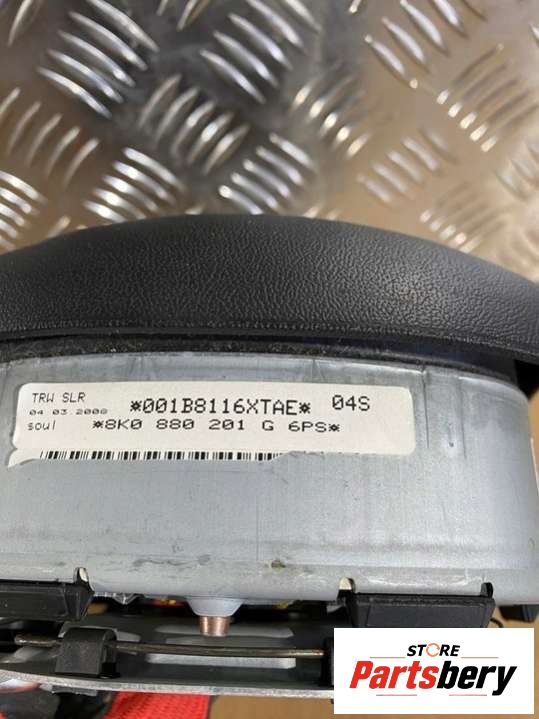 TRW SLR *001B8116XTAE* 04S
04.03.2008
soul *8K0 880 201 G 6PS*
STORE
Partsbery